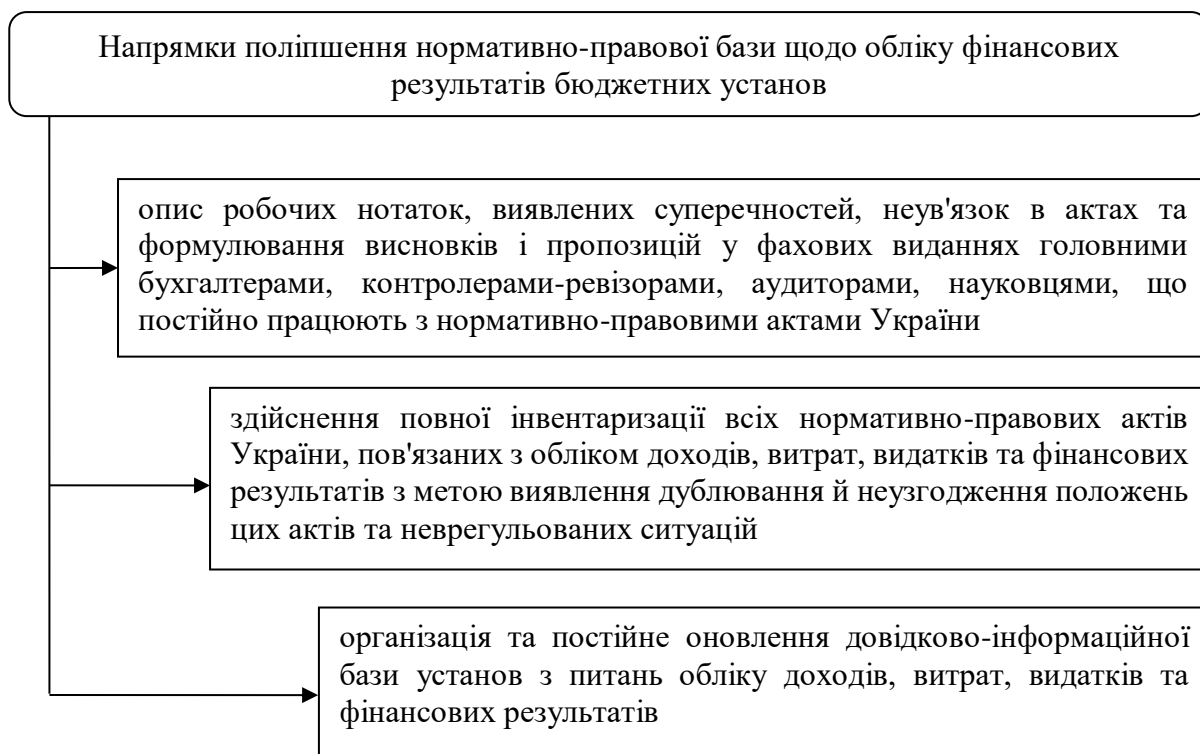 Напрямки поліпшення нормативно-правової бази щодо обліку фінансових
результатів бюджетних установ
опис робочих нотаток, виявлених суперечностей, неув'язок в актах та
формулювання висновків і пропозицій у фахових виданнях головними
бухгалтерами, контролерами-ревізорами, аудиторами, науковцями, що
постійно працюють з нормативно-правовими актами України
здійснення повної інвентаризації всіх нормативно-правових актів
України, пов'язаних з обліком доходів, витрат, видатків та фінансових
результатів з метою виявлення дублювання й неузгодження положень
цих актів та неврегульованих ситуацій
організація та постійне оновлення довідково-інформаційної
бази установ з питань обліку доходів, витрат, видатків та
фінансових результатів